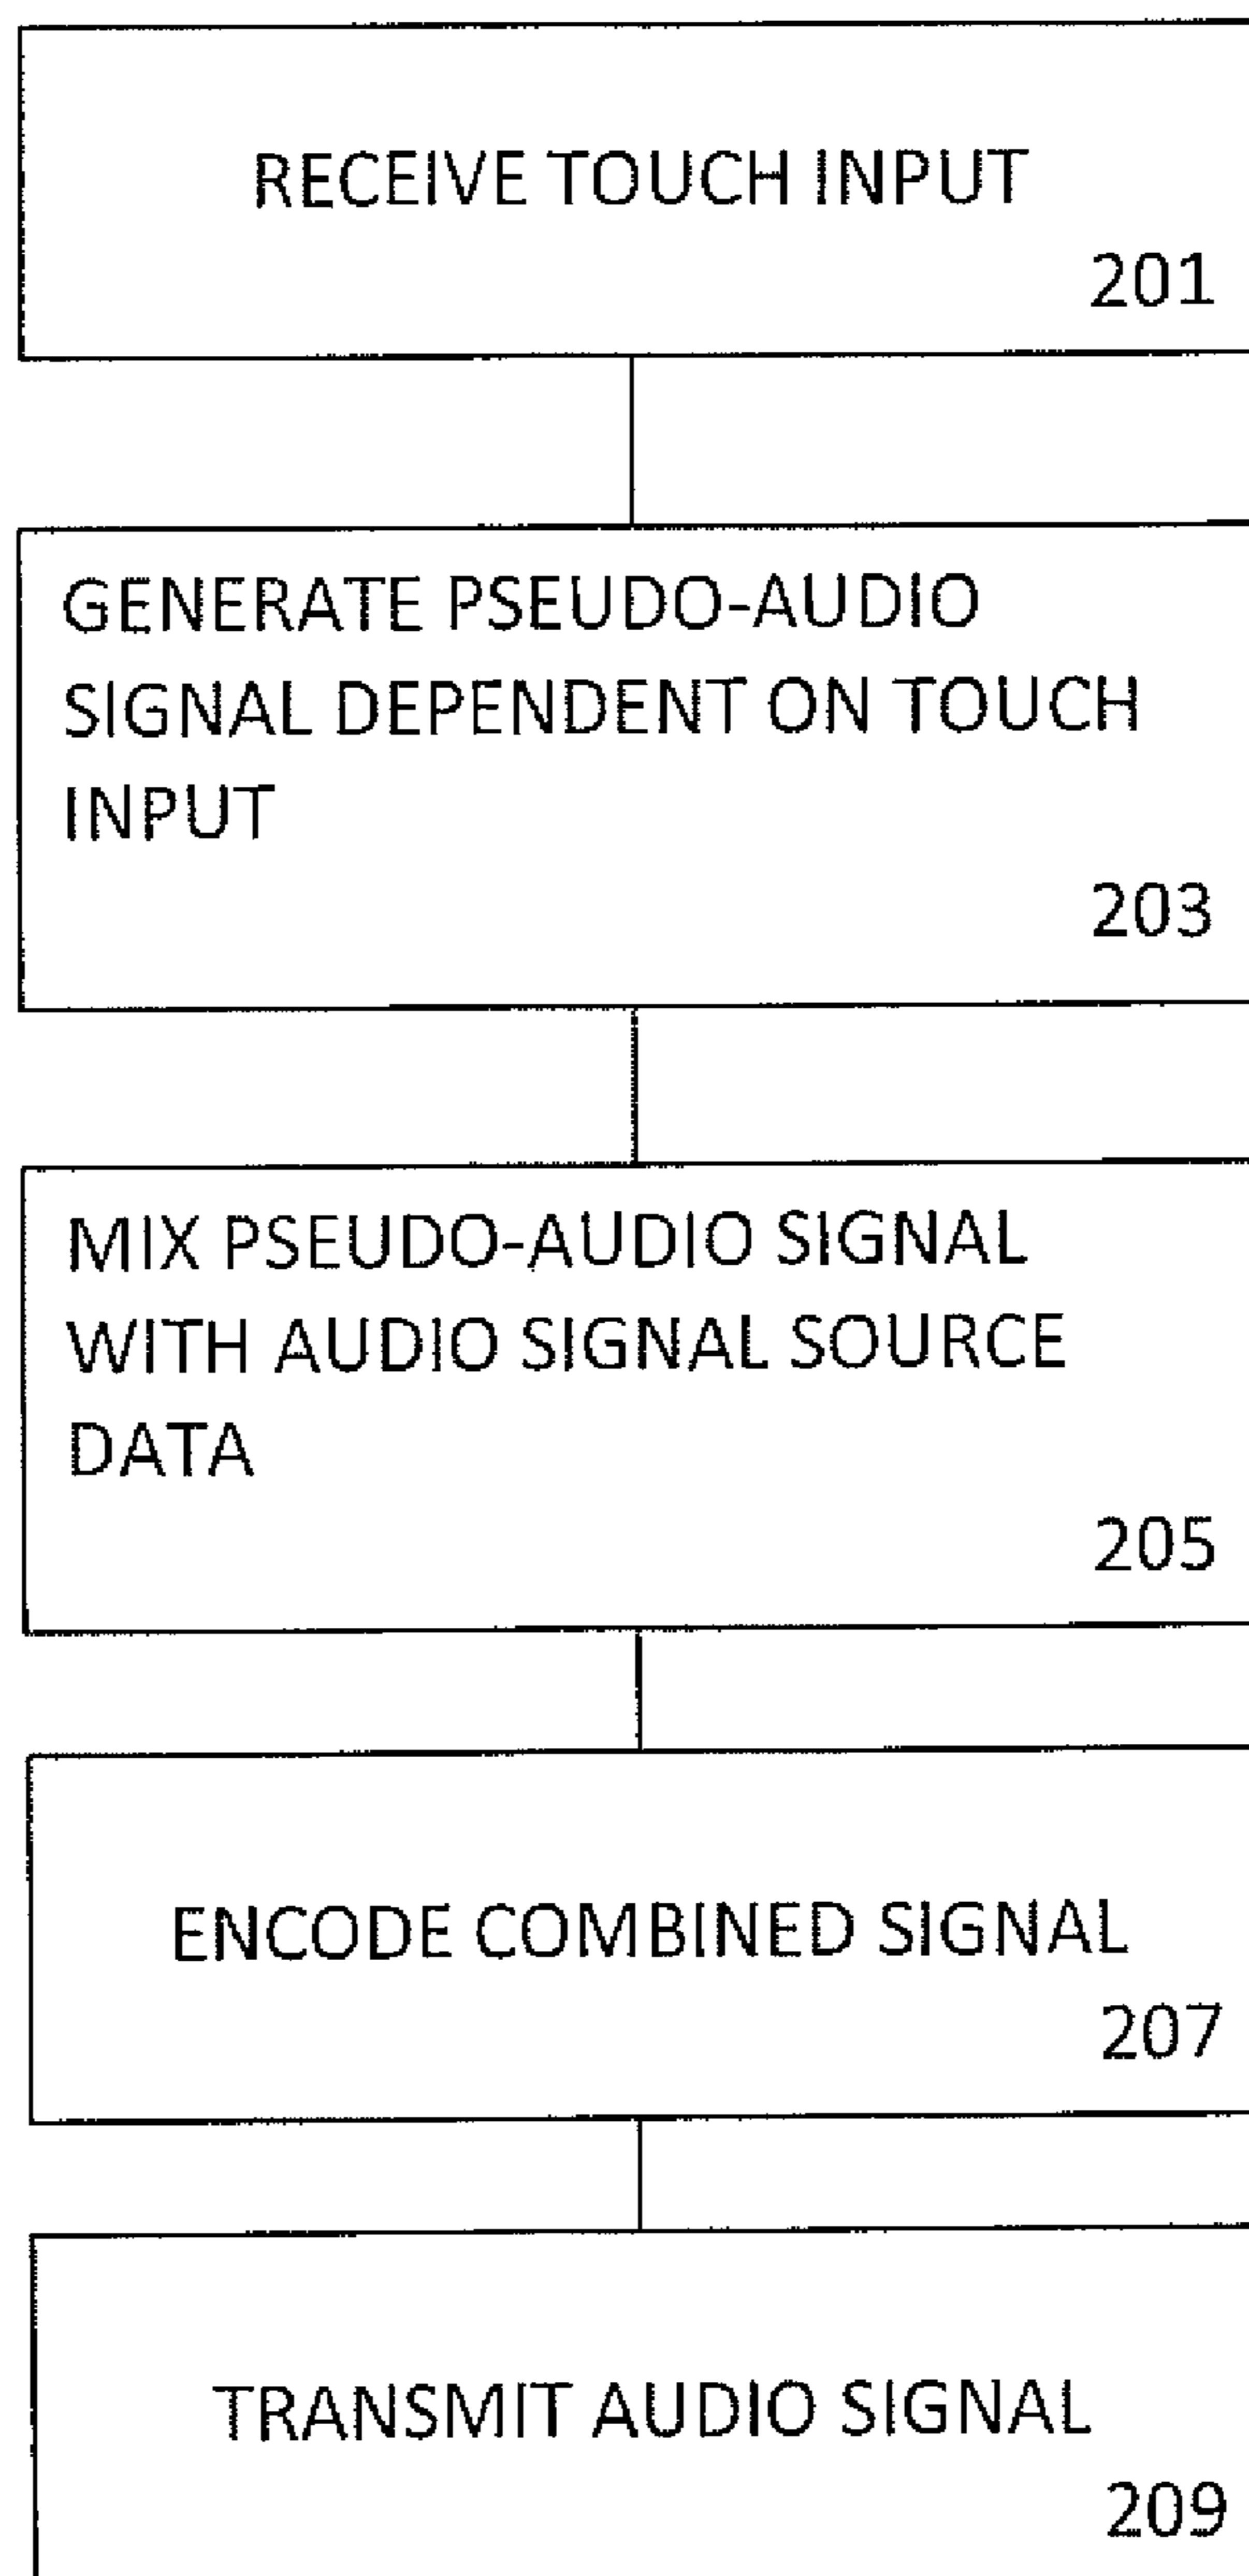 RECEIVE TOUCH INPUT
201
GENERATE PSEUDO-AUDIO
SIGNAL DEPENDENT ON TOUCH
INPUT
203
MIX PSEUDO-AUDIO SIGNAL
WITH AUDIO SIGNAL SOURCE
DATA
205
ENCODE COMBINED SIGNAL
207
TRANSMIT AUDIO SIGNAL
209